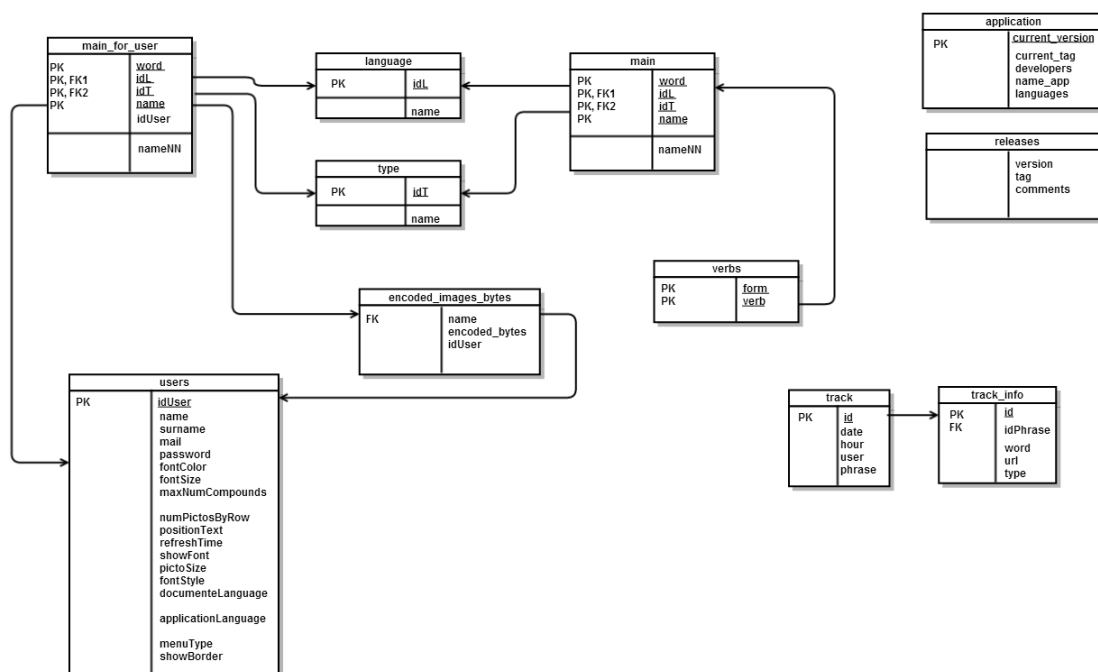 main_for_user
PK word
PK, FK1 idL
PK, FK2 idT
PK name
idUser
nameNN
language
PK idL
name
main
PK word
PK, FK1 idL
PK, FK2 idT
PK name
nameNN
application
PK current_version
current_tag
developers
name_app
languages
releases
version
tag
comments
type
PK idT
name
verbs
PK form
PK verb
encoded_images_bytes
FK name
encoded_bytes
idUser
users
PK idUser
name
surname
mail
password
fontColor
fontSize
maxNumCompounds
numPictosByRow
positionText
refreshTime
showFont
pictoSize
fontStyle
documenteLanguage
applicationLanguage
menuType
showBorder
track
PK id
date
hour
user
phrase
track_info
PK id
FK idPhrase
word
url
type